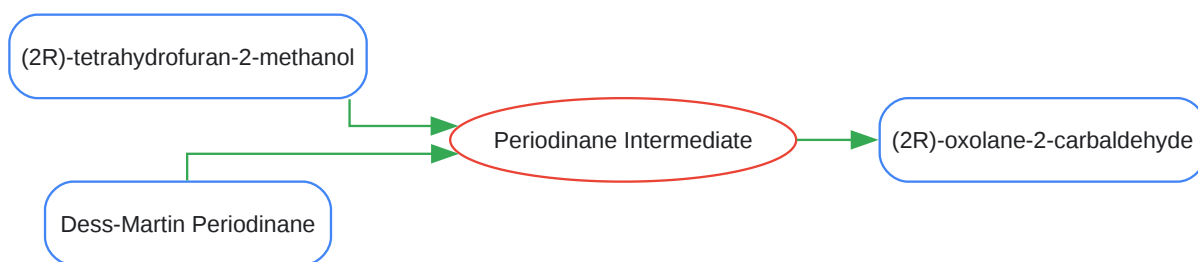 (2R)-tetrahydrofuran-2-methanol
Periodinane Intermediate
(2R)-oxolane-2-carbaldehyde
Dess-Martin Periodinane